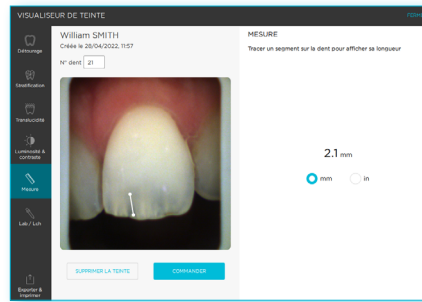 VISUALISEUR DE TEINTE
William SMITH
Créée le 28/04/2022, 11:57
N° dent 21
Détourage
Stratification
Translucidité
Luminosité &
contraste
Mesure
Lab / Lch
Exporter &
Imprimer
SUPPRIMER LA TEINTE
COMMANDER
MESURE
Tracer un segment sur la dent pour afficher sa longueur
2.1 mm
mm
in